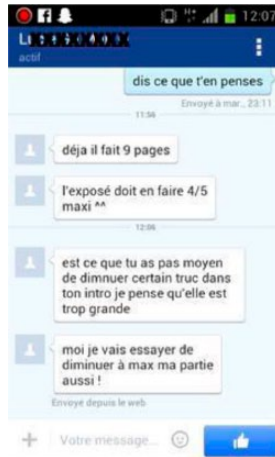 12:07
actif
dis ce que t'en penses
Envoyé à mar., 23:11
11:56
déja il fait 9 pages
l'exposé doit en faire 4/5
maxi ^^
12:06
est ce que tu as pas moyen
de dimnuer certain truc dans
ton intro je pense qu'elle est
trop grande
moi je vais essayer de
diminuer à max ma partie
aussi !
Envoyé depuis le web
Votre message...